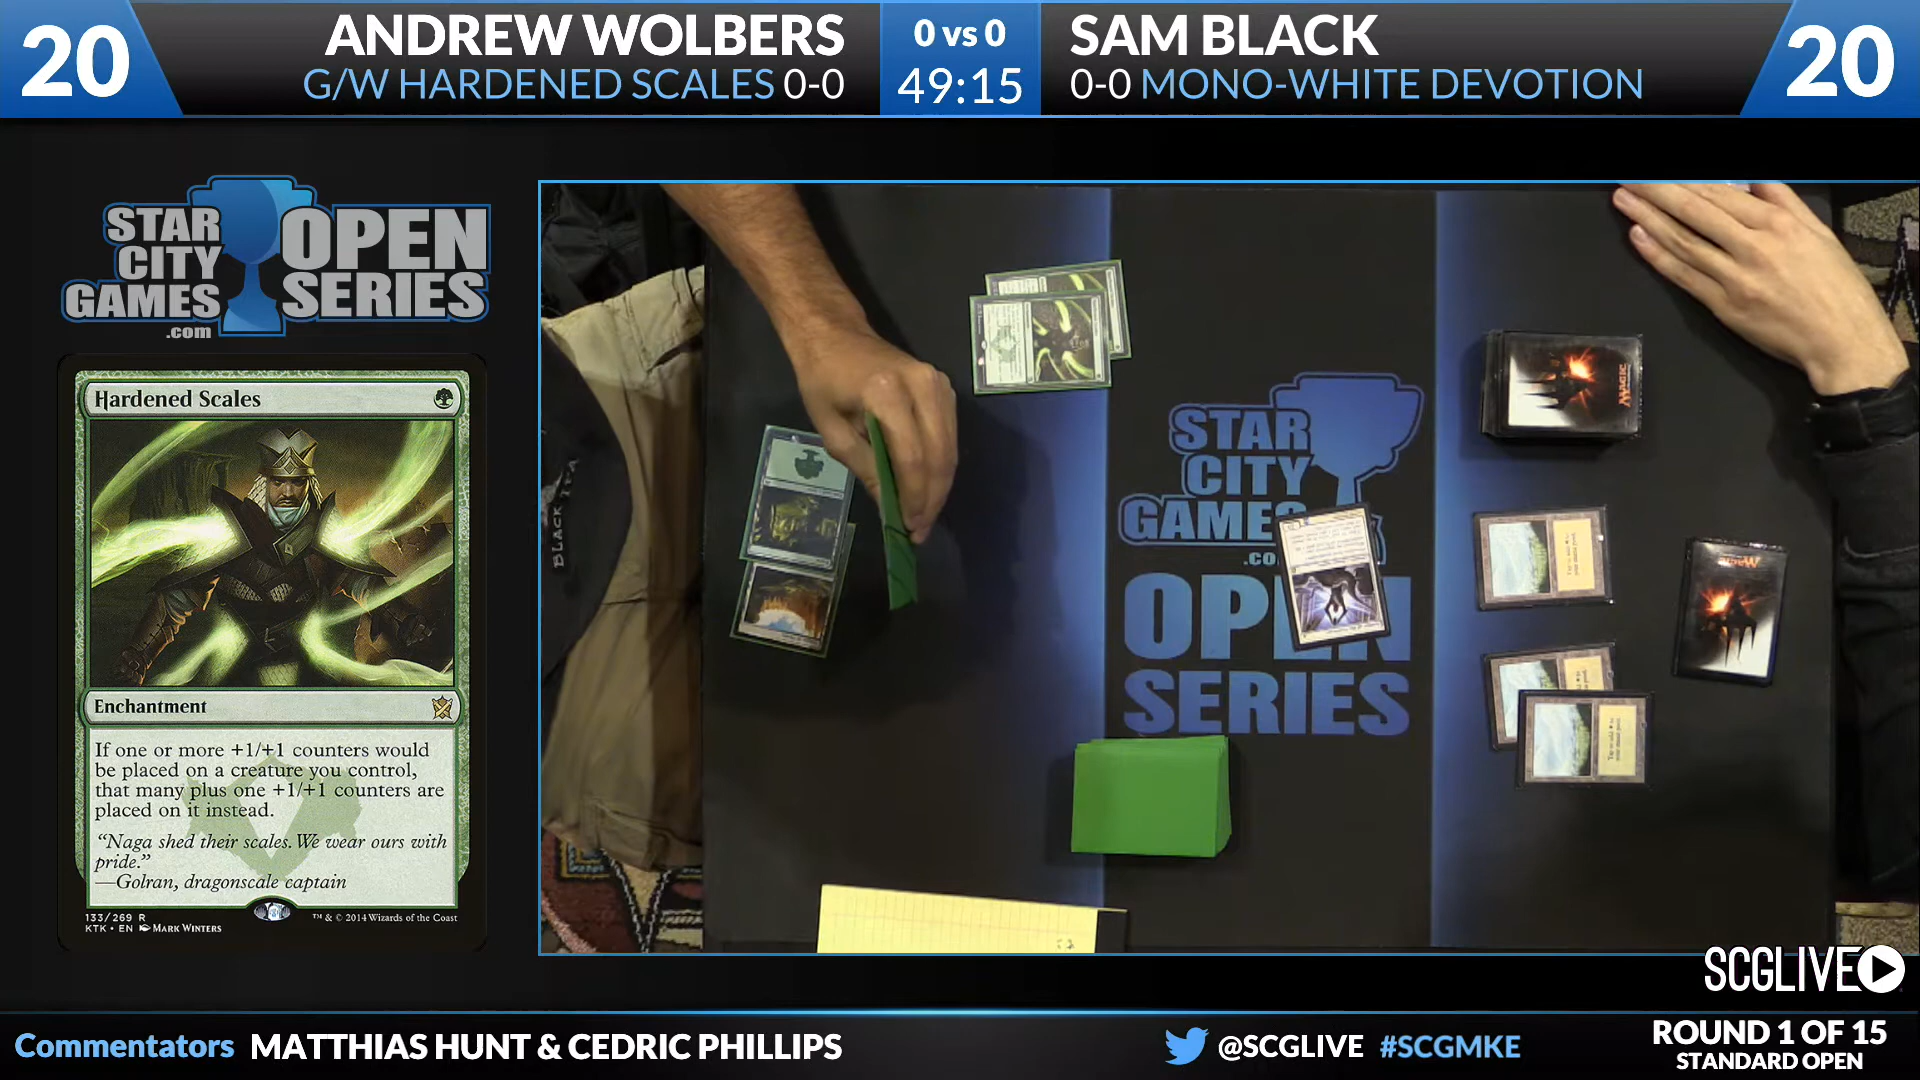 20
ANDREW WOLBERS
G/W HARDENED SCALES 0-0
0 vs 0
49:15
SAM BLACK
0-0 MONO-WHITE DEVOTION
20
STAR
CITY
GAMES
.com
OPEN
SERIES
Hardened Scales
Enchantment
If one or more +1/+1 counters would
be placed on a creature you control,
that many plus one +1/+1 counters are
placed on it instead.
“Naga shed their scales. We wear ours with
pride.”
—Golran, dragonscale captain
133/269 R
KTK • EN MARK WINTERS
™ & © 2014 Wizards of the Coast
BLACK TEA
STAR
CITY
GAMES
.co
OPEN
SERIES
MAGIC
SCGLIVE
Commentators MATTHIAS HUNT & CEDRIC PHILLIPS
@SCGLIVE #SCGMKE
ROUND 1 OF 15
STANDARD OPEN